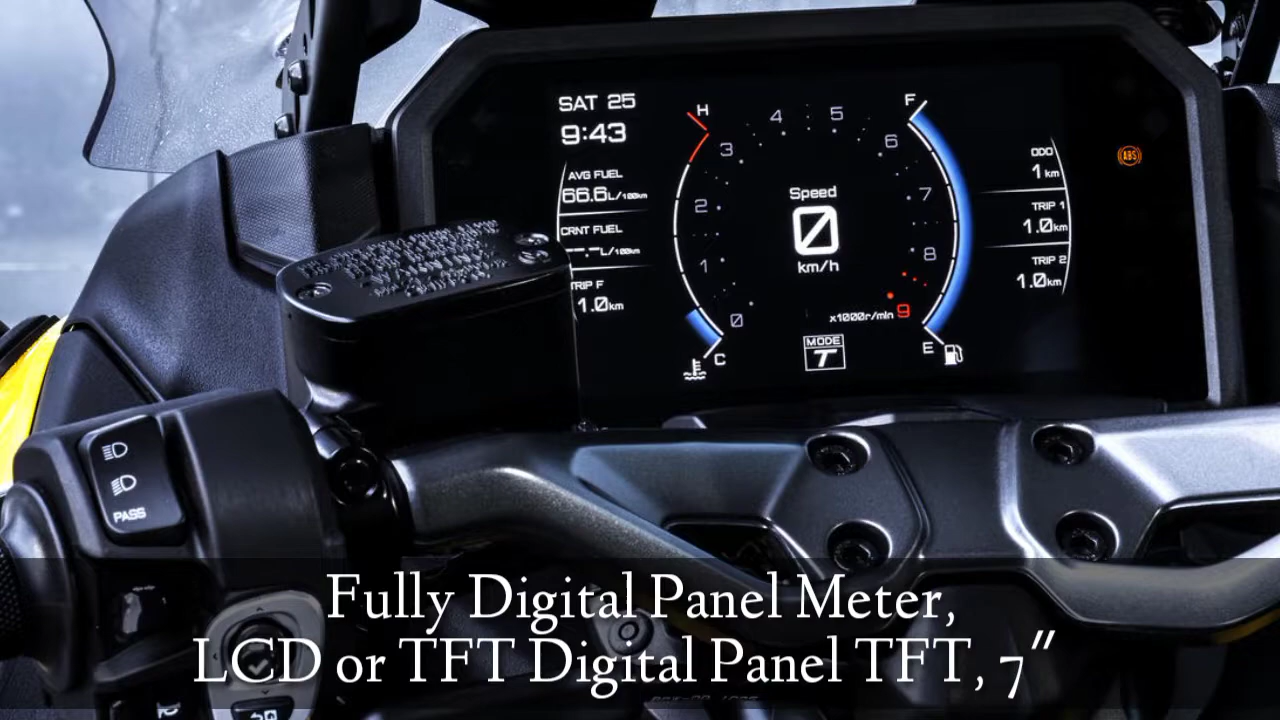 SAT 25
9:43
AVG FUEL
66.6L/100km
CRNT FUEL
--.-L/100km
TRIP F
1.0km
H
C
0
1
2
3
4
5
6
7
8
9
x1000r/min
Speed
0
km/h
MODE
T
F
E
ODO
1km
TRIP 1
1.0km
TRIP 2
1.0km
ABS
PASS
Fully Digital Panel Meter,
LCD or TFT Digital Panel TFT, 7"